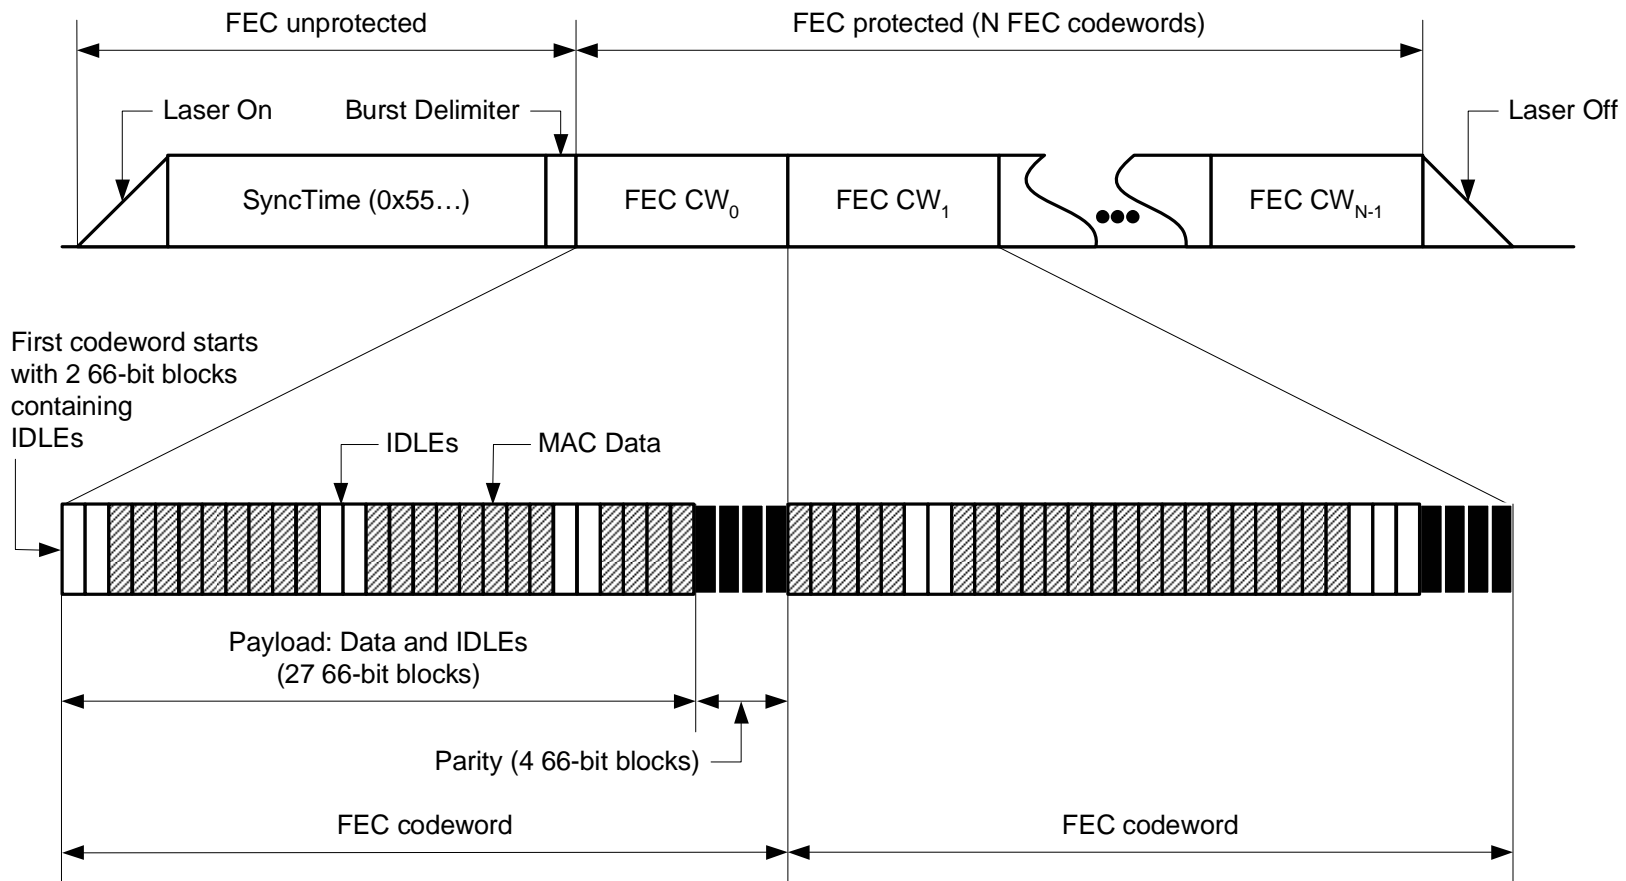 FEC unprotected
FEC protected (N FEC codewords)
Laser On
Burst Delimiter
Laser Off
SyncTime (0x55…)
FEC CW0
FEC CW1
FEC CWN-1
First codeword starts
with 2 66-bit blocks
containing
IDLEs
IDLEs
MAC Data
Payload: Data and IDLEs
(27 66-bit blocks)
Parity (4 66-bit blocks)
FEC codeword
FEC codeword